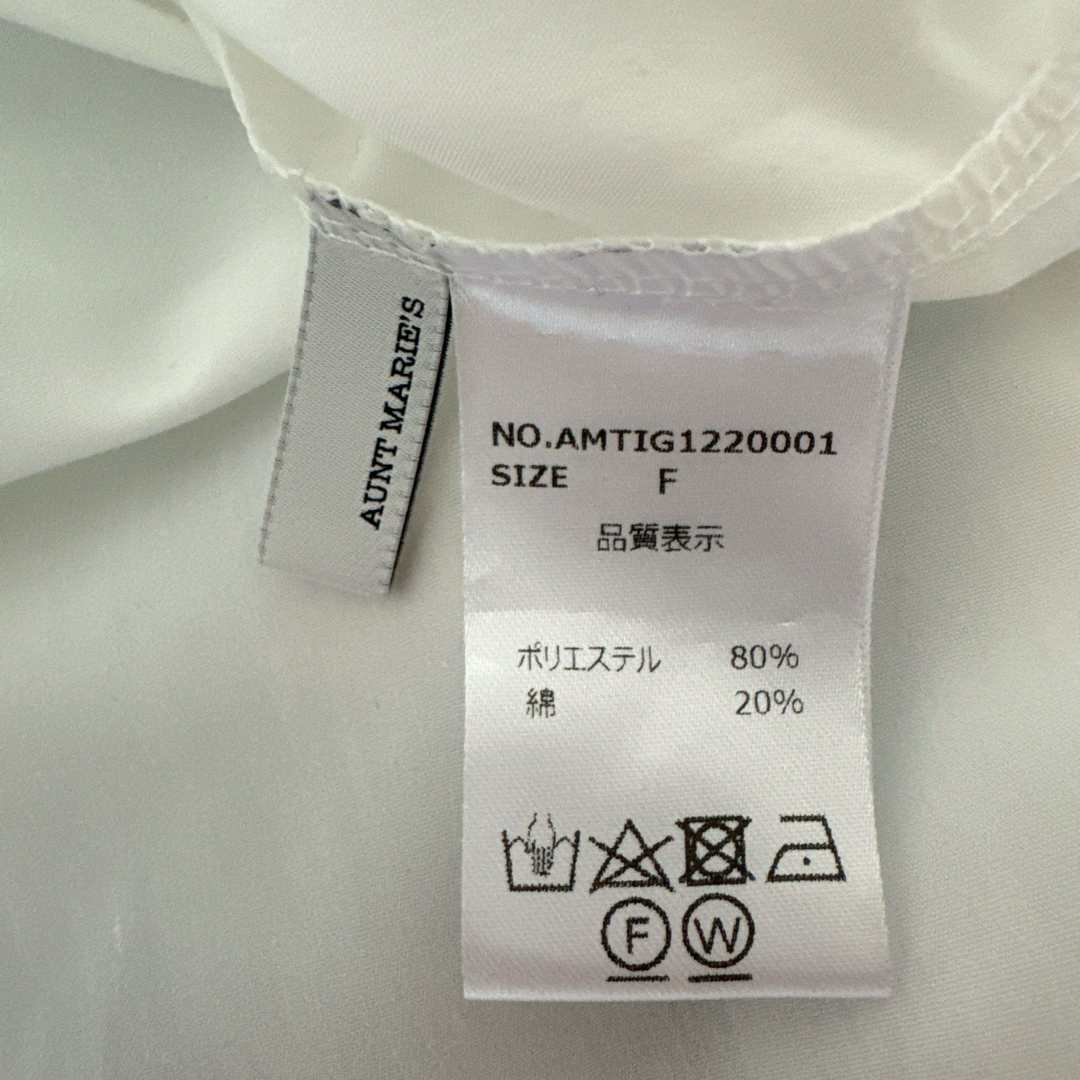 AUNT MARIE'S
NO.AMTIG1220001
SIZE F
品質表示
ポリエステル 80%
綿 20%
F W